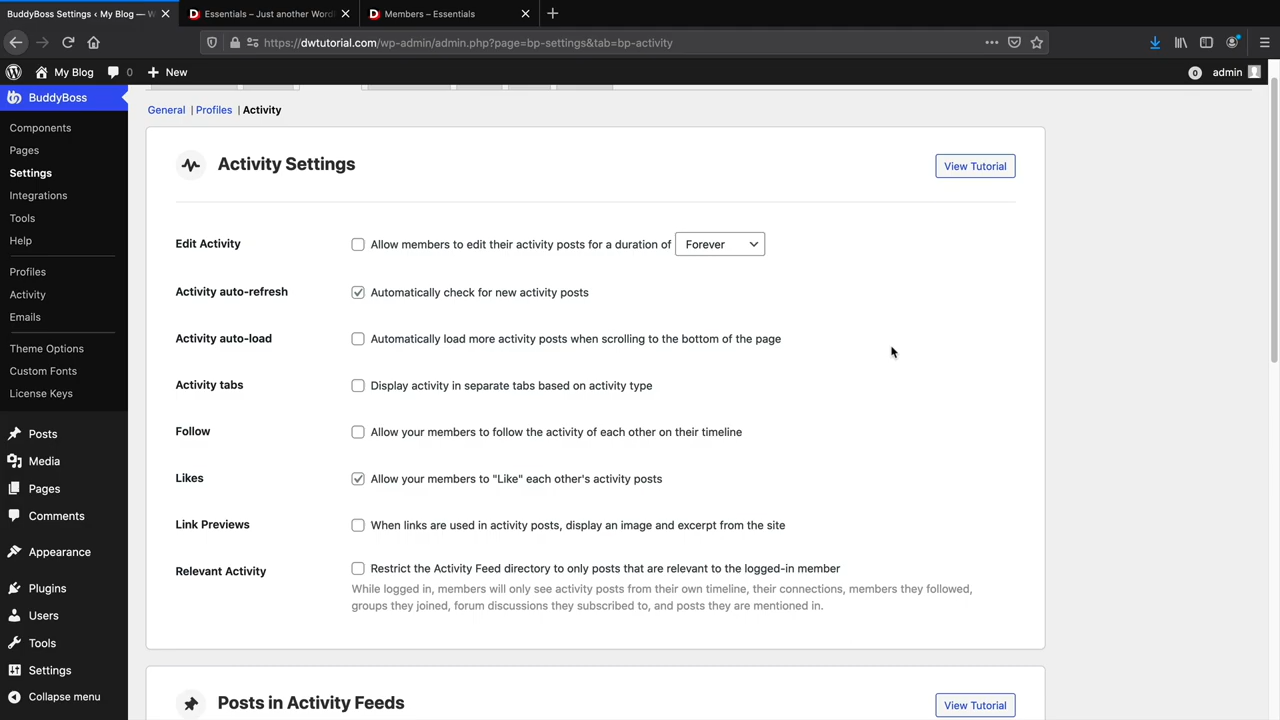 BuddyBoss Settings ‹ My Blog — W
Essentials – Just another Word
Members – Essentials
https://dwtutorial.com/wp-admin/admin.php?page=bp-settings&tab=bp-activity
My Blog
0
New
0
admin
BuddyBoss
Components
Pages
Settings
Integrations
Tools
Help
Profiles
Activity
Emails
Theme Options
Custom Fonts
License Keys
Posts
Media
Pages
Comments
Appearance
Plugins
Users
Tools
Settings
Collapse menu
General | Profiles | Activity
Activity Settings
View Tutorial
Edit Activity
Allow members to edit their activity posts for a duration of Forever
Activity auto-refresh
Automatically check for new activity posts
Activity auto-load
Automatically load more activity posts when scrolling to the bottom of the page
Activity tabs
Display activity in separate tabs based on activity type
Follow
Allow your members to follow the activity of each other on their timeline
Likes
Allow your members to "Like" each other's activity posts
Link Previews
When links are used in activity posts, display an image and excerpt from the site
Relevant Activity
Restrict the Activity Feed directory to only posts that are relevant to the logged-in member
While logged in, members will only see activity posts from their own timeline, their connections, members they followed,
groups they joined, forum discussions they subscribed to, and posts they are mentioned in.
Posts in Activity Feeds
View Tutorial